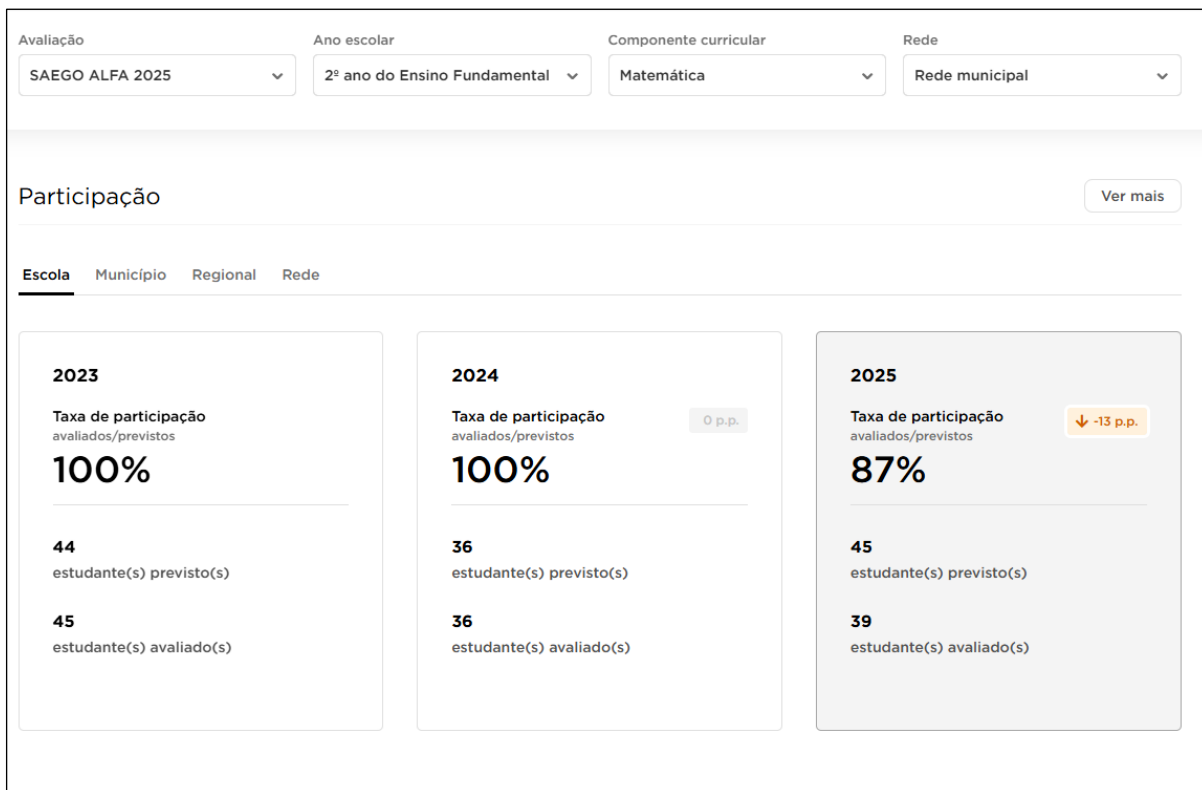 Avaliação
Ano escolar
Componente curricular
Rede
SAEGO ALFA 2025
2º ano do Ensino Fundamental
Matemática
Rede municipal
Participação
Ver mais
Escola Município Regional Rede
2023
Taxa de participação
avaliados/previstos
100%
44
estudante(s) previsto(s)
45
estudante(s) avaliado(s)
2024
Taxa de participação
0 p.p.
avaliados/previstos
100%
36
estudante(s) previsto(s)
36
estudante(s) avaliado(s)
2025
Taxa de participação
-13 p.p.
avaliados/previstos
87%
45
estudante(s) previsto(s)
39
estudante(s) avaliado(s)